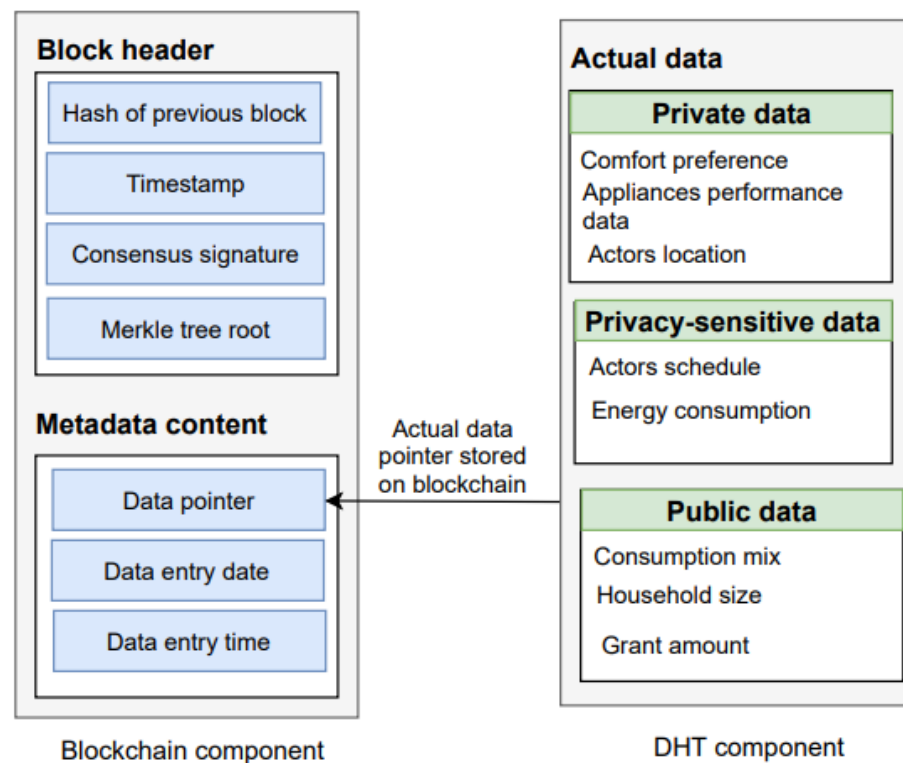 Block header
Hash of previous block
Timestamp
Consensus signature
Merkle tree root
Metadata content
Data pointer
Data entry date
Data entry time
Blockchain component
Actual data
pointer stored
on blockchain
Actual data
Private data
Comfort preference
Appliances performance
data
Actors location
Privacy-sensitive data
Actors schedule
Energy consumption
Public data
Consumption mix
Household size
Grant amount
DHT component